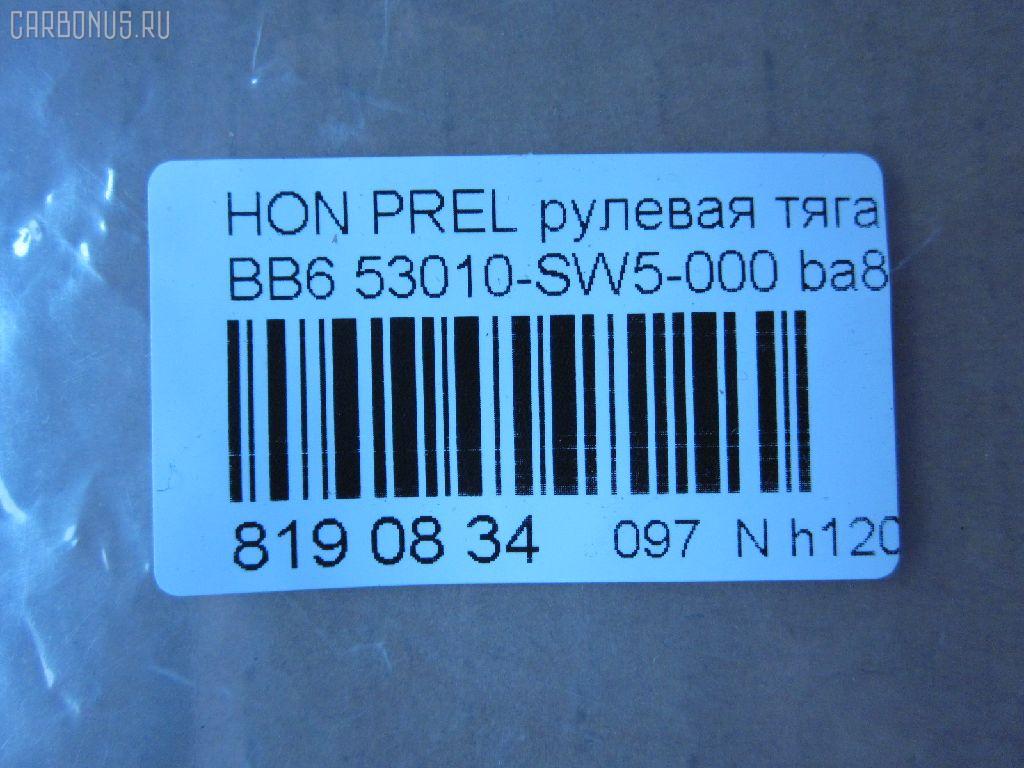 CARBONUS.RU
HON PREL рулевая тяга
BB6 53010-SW5-000 ba8
819 08 34 097 N h120